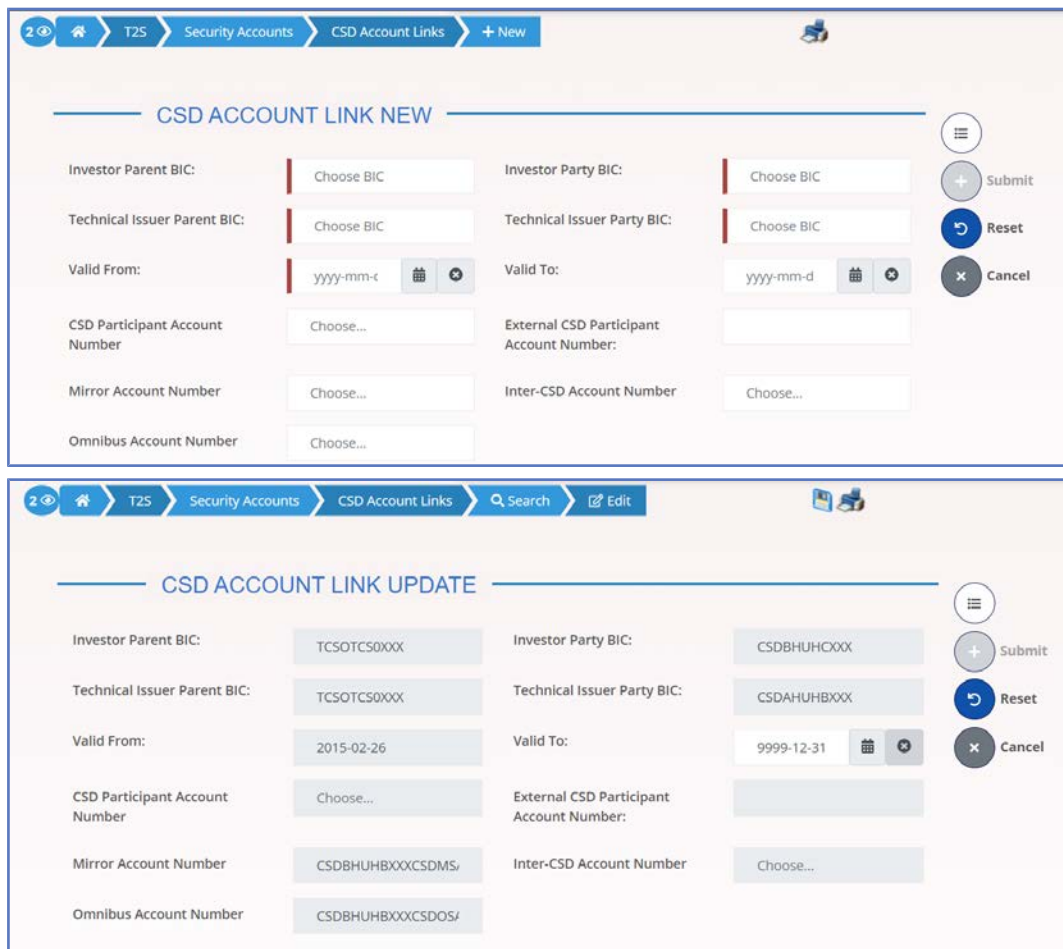 2 T2S Security Accounts CSD Account Links + New
CSD ACCOUNT LINK NEW
Investor Parent BIC: Choose BIC Investor Party BIC: Choose BIC
Submit
Technical Issuer Parent BIC: Choose BIC Technical Issuer Party BIC: Choose BIC
Reset
Valid From: yyyy-mm-d Valid To: yyyy-mm-d
Cancel
CSD Participant Account Number Choose... External CSD Participant Account Number:
Mirror Account Number Choose... Inter-CSD Account Number Choose...
Omnibus Account Number Choose...
2 T2S Security Accounts CSD Account Links Search Edit
CSD ACCOUNT LINK UPDATE
Investor Parent BIC: TCSOTCS0XXX Investor Party BIC: CSDBHUHCXXX
Submit
Technical Issuer Parent BIC: TCSOTCS0XXX Technical Issuer Party BIC: CSDAHUHBXXX
Reset
Valid From: 2015-02-26 Valid To: 9999-12-31
Cancel
CSD Participant Account Number Choose... External CSD Participant Account Number:
Mirror Account Number CSDBHUHBXXXCSDMS Inter-CSD Account Number Choose...
Omnibus Account Number CSDBHUHBXXXCSDOS